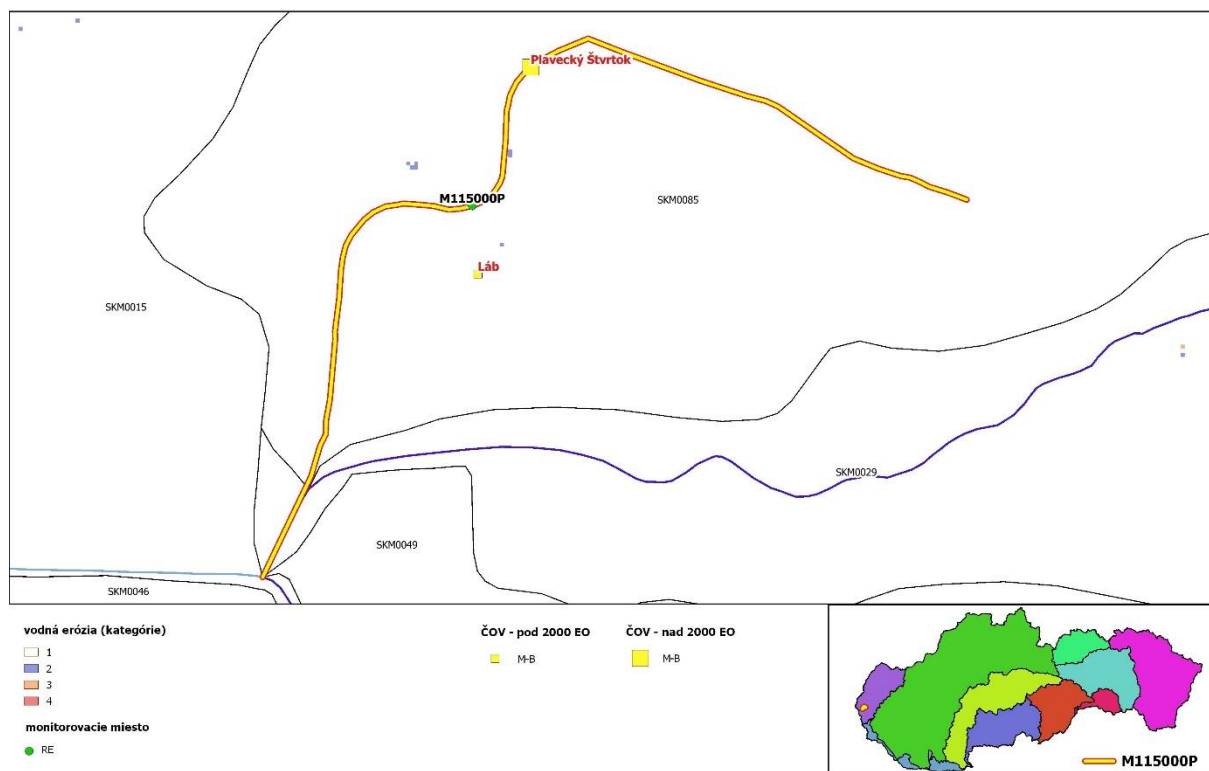 Plavecký Štvrtok
M115000P
SKM0085
Láb
SKM0015
SKM0029
SKM0049
SKM0046
vodná erózia (kategórie)
1
2
3
4
monitorovacie miesto
RE
ČOV - pod 2000 EO
M-B
ČOV - nad 2000 EO
M-B
M115000P